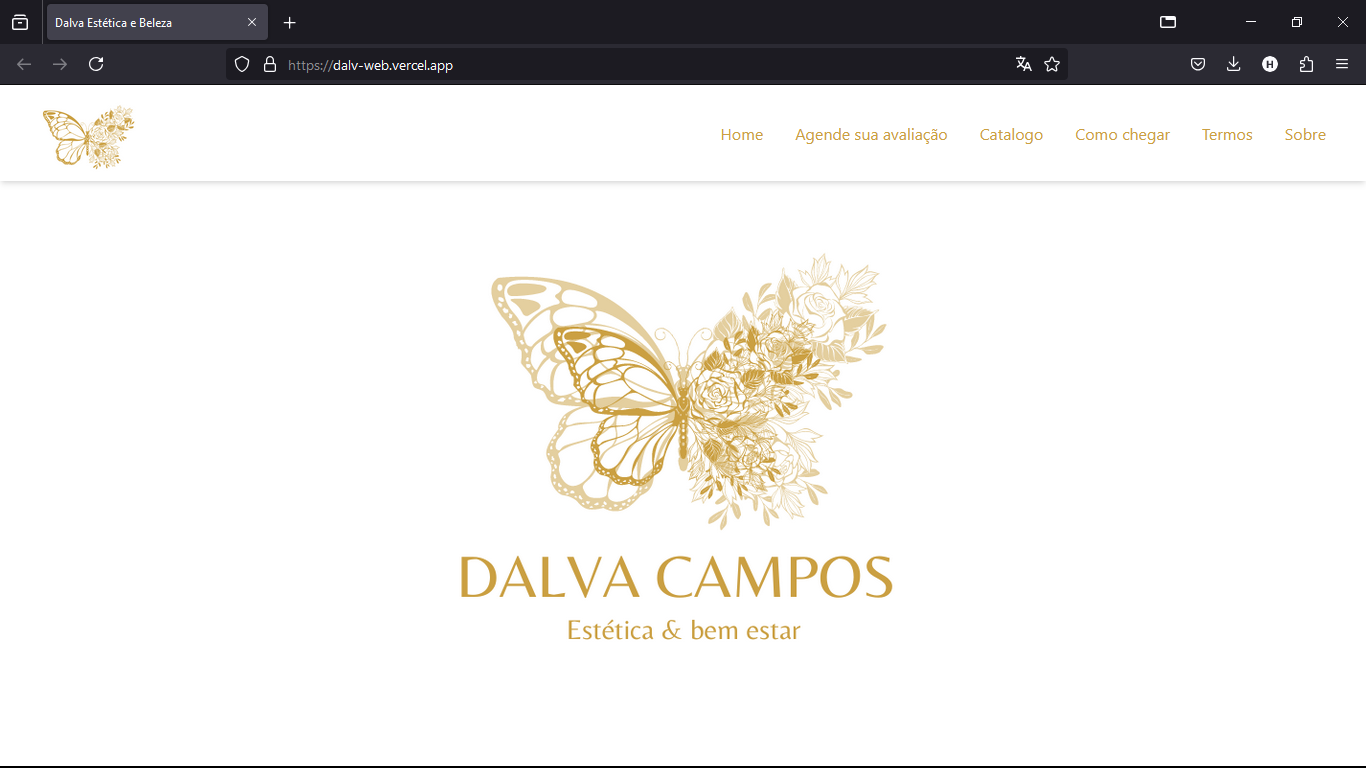 Dalva Estética e Beleza
https://dalv-web.vercel.app
H
Home Agende sua avaliação Catalogo Como chegar Termos Sobre
DALVA CAMPOS
Estética & bem estar